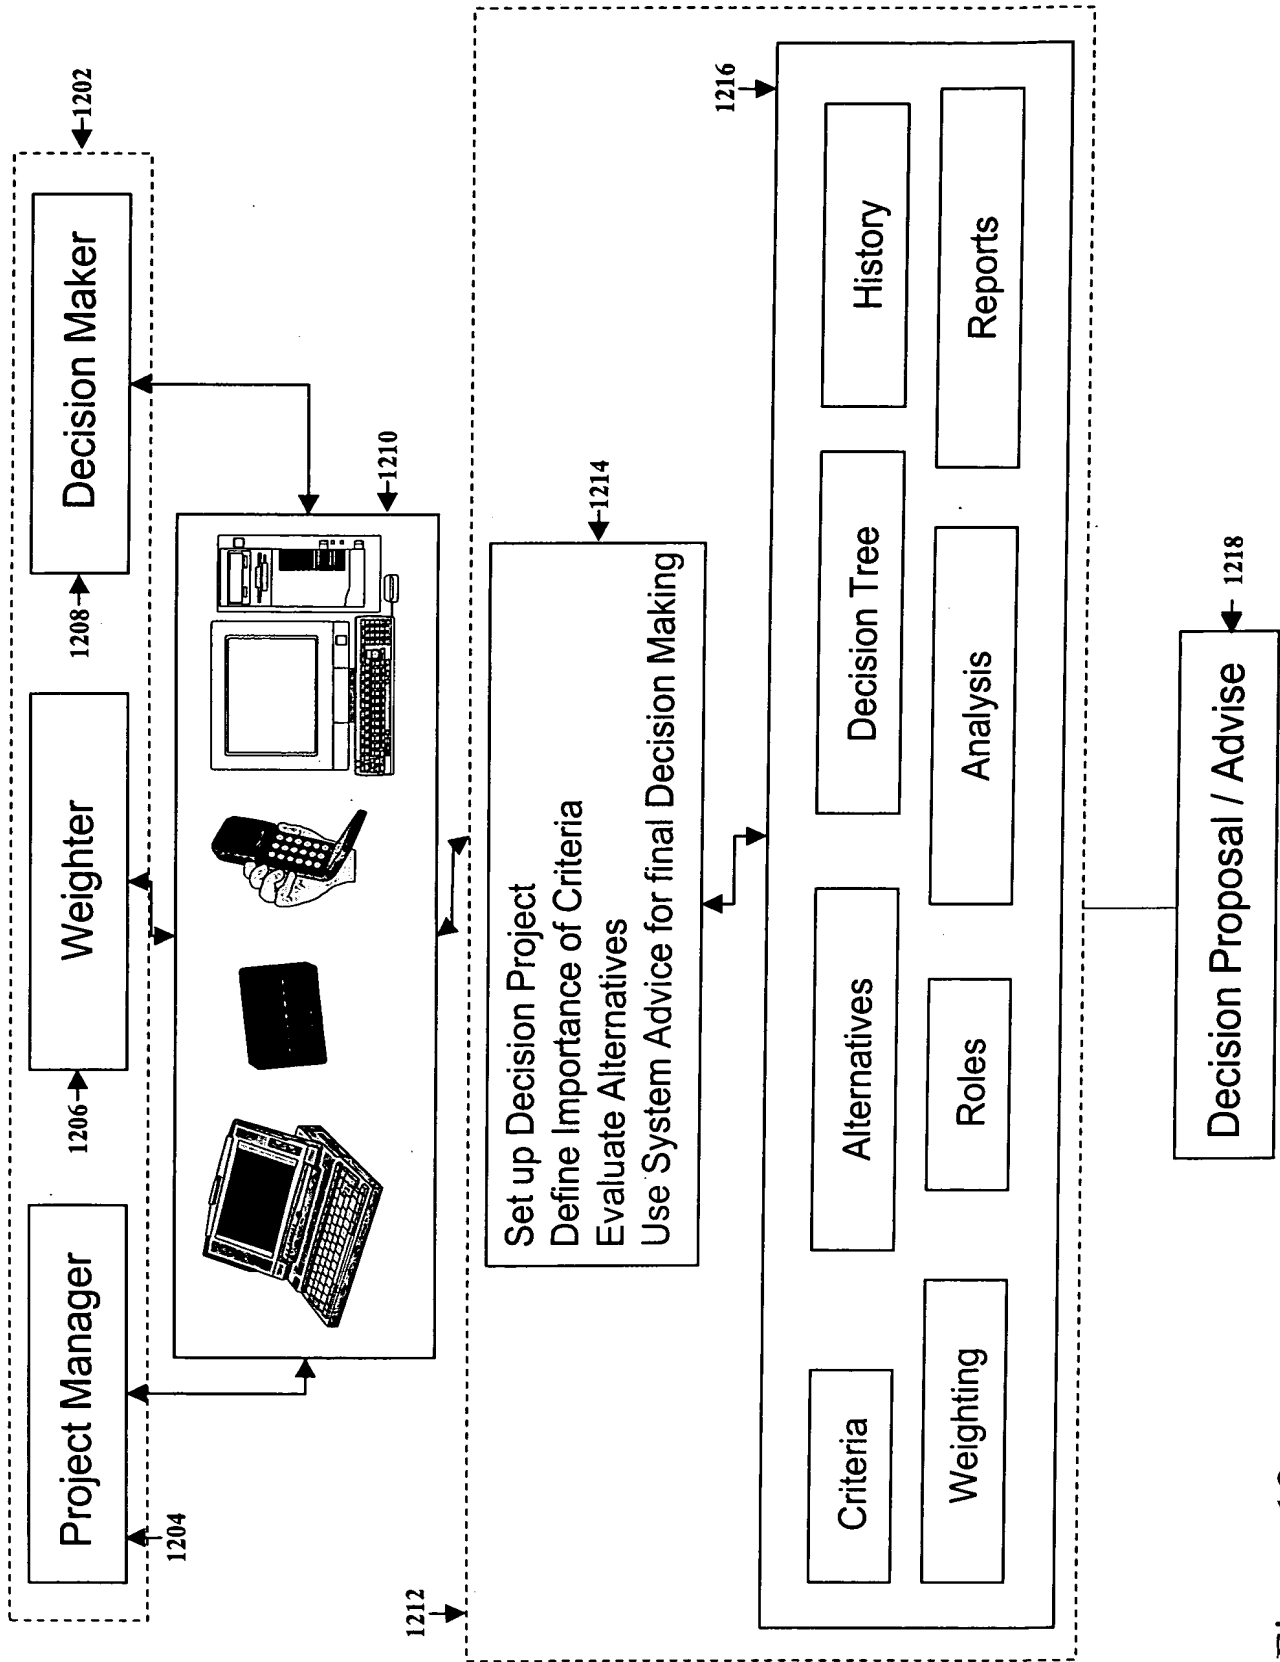 1202
Project Manager
Weighter
Decision Maker
1204
1206
1208
1210
1212
Set up Decision Project
Define Importance of Criteria
Evaluate Alternatives
Use System Advice for final Decision Making
1214
1216
Criteria
Alternatives
Decision Tree
History
Weighting
Roles
Analysis
Reports
Decision Proposal / Advise
1218